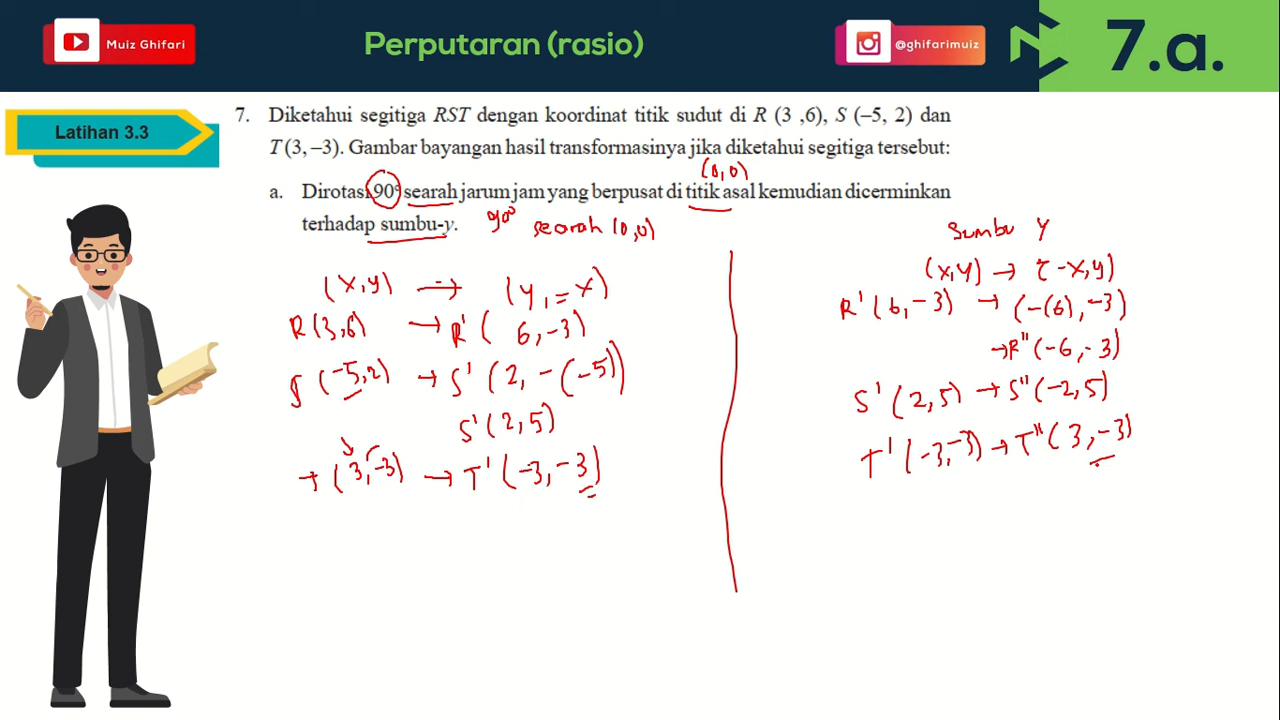 Muiz Ghifari
Perputaran (rasio)
@ghifarimuiz
7.a.
Latihan 3.3
7. Diketahui segitiga RST dengan koordinat titik sudut di R (3 ,6), S (–5, 2) dan
T (3, –3). Gambar bayangan hasil transformasinya jika diketahui segitiga tersebut:
(0,0)
a. Dirotasi 90° searah jarum jam yang berpusat di titik asal kemudian dicerminkan
terhadap sumbu-y.
90° searah (0,0)
(x,y) → (y, -x)
R(3,6) → R'( 6,-3)
S (-5,2) → S' (2, -(-5))
S' (2,5)
T (3,-3) → T' (-3, -3)
Sumbu Y
(x,y) → (-x,y)
R' (6,-3) → (-(6), -3)
→R" (-6,-3)
S' (2,5) → S" (-2,5)
T' (-3,-3) → T" (3,-3)